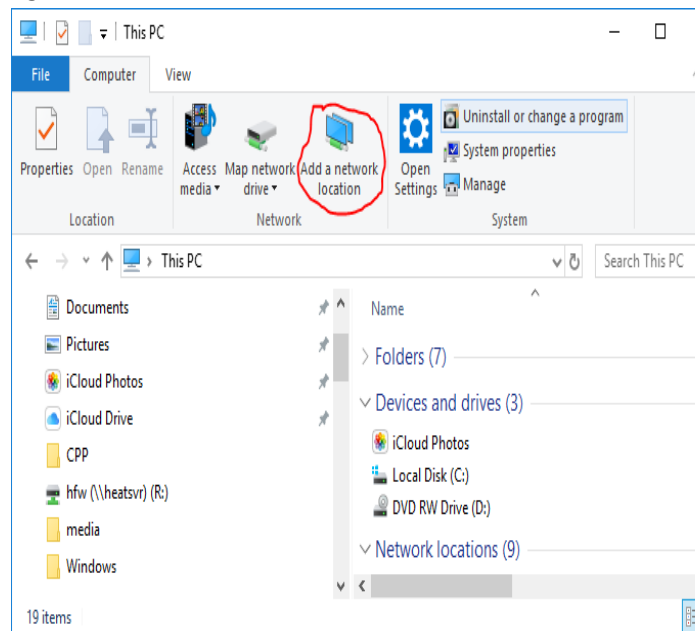 This PC
File Computer View
Properties Open Rename Access media Map network drive Add a network location Open Settings
Uninstall or change a program
System properties
Manage
Location Network System
This PC Search This PC
Documents
Pictures
iCloud Photos
iCloud Drive
CPP
hfw (\\heatsvr) (R:)
media
Windows
Name
Folders (7)
Devices and drives (3)
iCloud Photos
Local Disk (C:)
DVD RW Drive (D:)
Network locations (9)
19 items